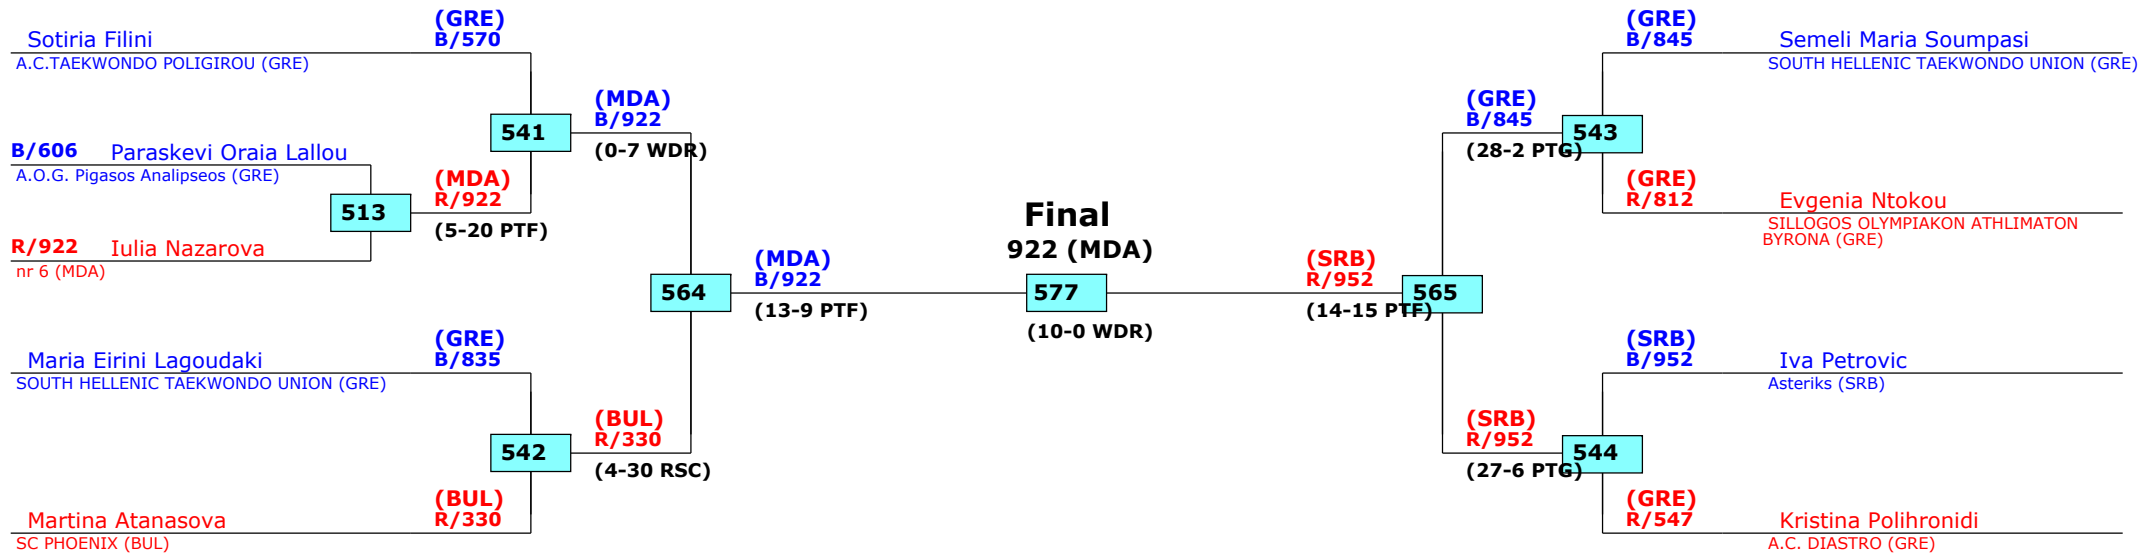 (GRE)
B/570
Sotiria Filini
A.C.TAEKWONDO POLIGIROU (GRE)
541
(MDA)
B/922
(0-7 WDR)
B/606 Paraskevi Oraia Lallou
A.O.G. Pigasos Analipseos (GRE)
513
(MDA)
R/922
(5-20 PTF)
R/922 Iulia Nazarova
nr 6 (MDA)
564
(MDA)
B/922
(13-9 PTF)
(GRE)
B/835
Maria Eirini Lagoudaki
SOUTH HELLENIC TAEKWONDO UNION (GRE)
542
(BUL)
R/330
(4-30 RSC)
(BUL)
R/330
Martina Atanasova
SC PHOENIX (BUL)
Final
922 (MDA)
577
(10-0 WDR)
(GRE)
B/845
Semeli Maria Soumpasi
SOUTH HELLENIC TAEKWONDO UNION (GRE)
(GRE)
B/845
(28-2 PTG)
543
(GRE)
R/812
Evgenia Ntokou
SILLOGOS OLYMPIAKON ATHLIMATON
BYRONA (GRE)
(SRB)
R/952
(14-15 PTF)
565
(SRB)
B/952
Iva Petrovic
Asteriks (SRB)
(SRB)
R/952
(27-6 PTG)
544
(GRE)
R/547
Kristina Polihronidi
A.C. DIASTRO (GRE)